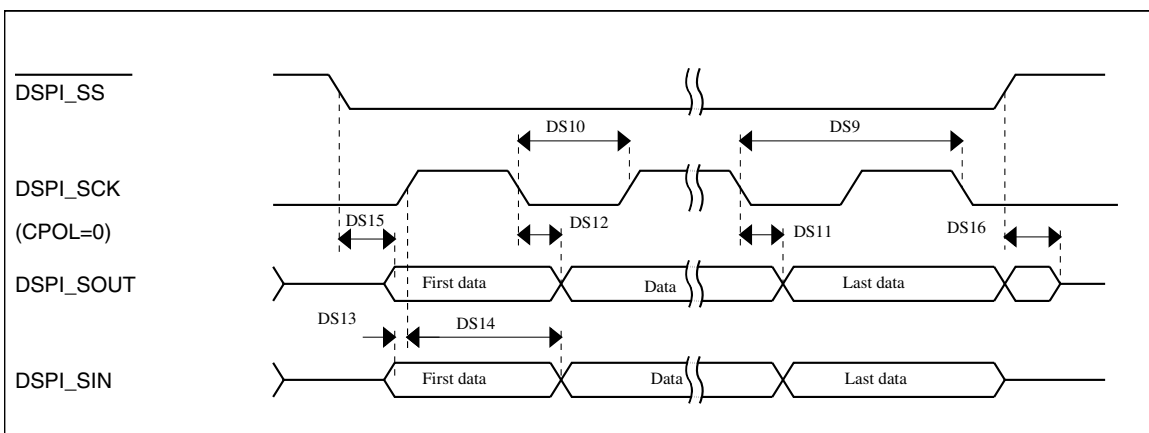 DSPI_SS
DS10
DS9
DSPI_SCK
(CPOL=0)
DS15
DS12
DS11
DS16
DSPI_SOUT
First data
Data
Last data
DS13
DS14
DSPI_SIN
First data
Data
Last data